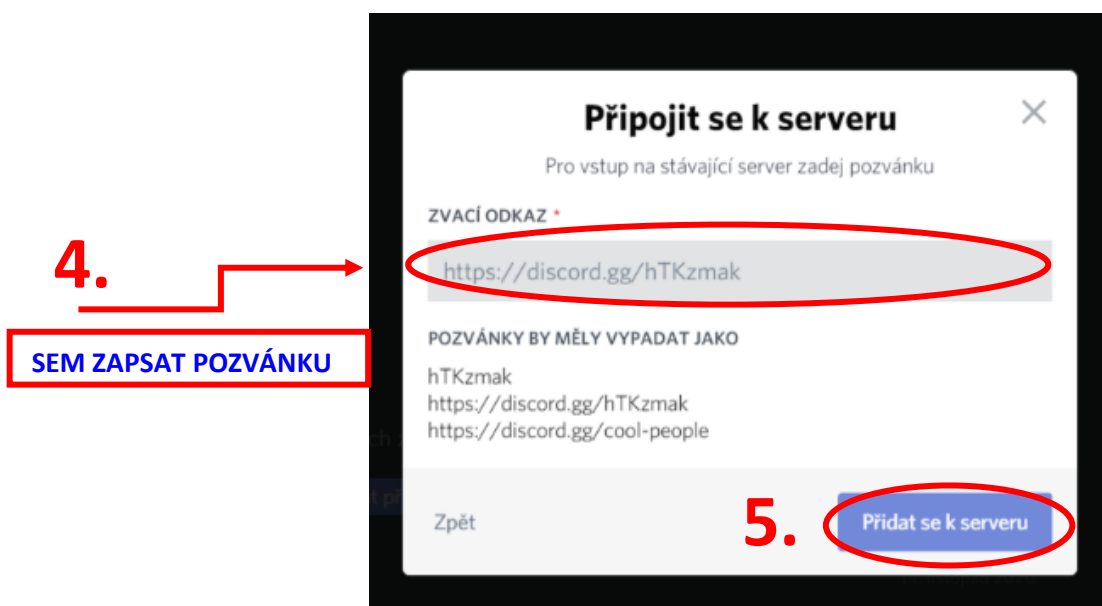 Připojit se k serveru
Pro vstup na stávající server zadej pozvánku
ZVACÍ ODKAZ *
4.
https://discord.gg/hTKzmak
SEM ZAPSAT POZVÁNKU
POZVÁNKY BY MĚLY VYPADAT JAKO
hTKzmak
https://discord.gg/hTKzmak
https://discord.gg/cool-people
Zpět
5.
Přidat se k serveru